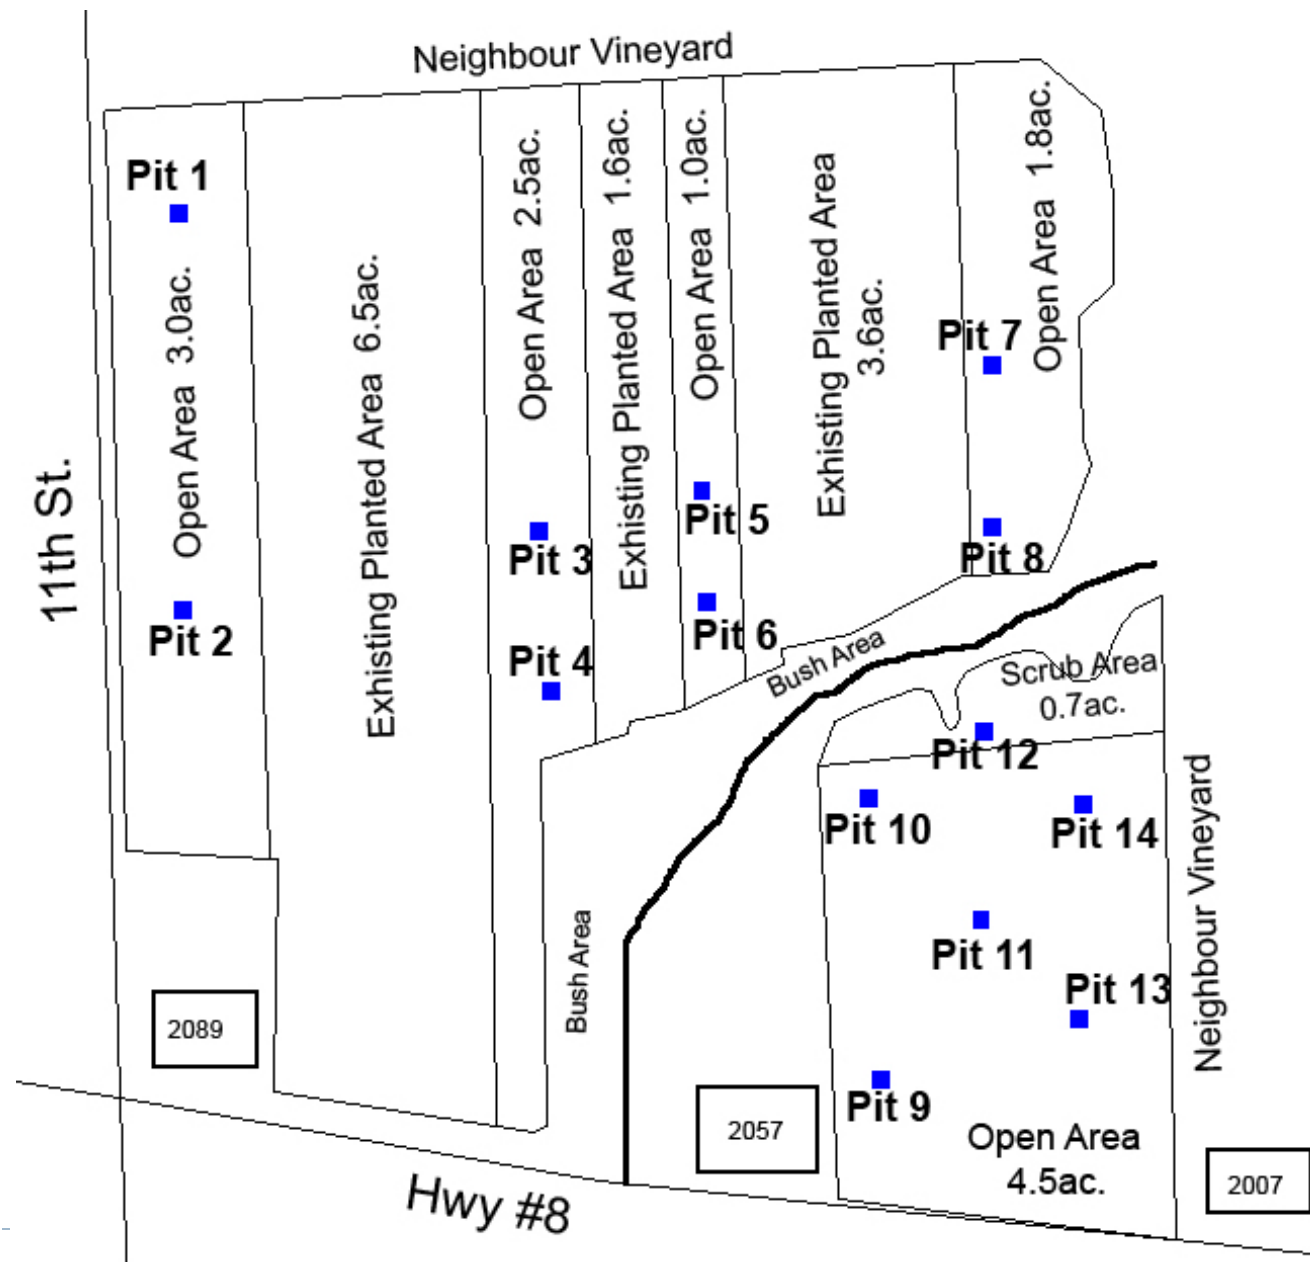 Neighbour Vineyard
Pit 1
Open Area 3.0ac.
Pit 2
11th St.
Exhisting Planted Area 6.5ac.
Open Area 2.5ac.
Pit 3
Pit 4
Exhisting Planted Area 1.6ac.
Open Area 1.0ac.
Pit 5
Pit 6
Exhisting Planted Area
3.6ac.
Open Area 1.8ac.
Pit 7
Pit 8
Bush Area
Scrub Area
0.7ac.
Pit 12
Pit 10
Pit 14
Pit 11
Pit 13
Pit 9
Neighbour Vineyard
Bush Area
2089
2057
Open Area
4.5ac.
2007
Hwy #8